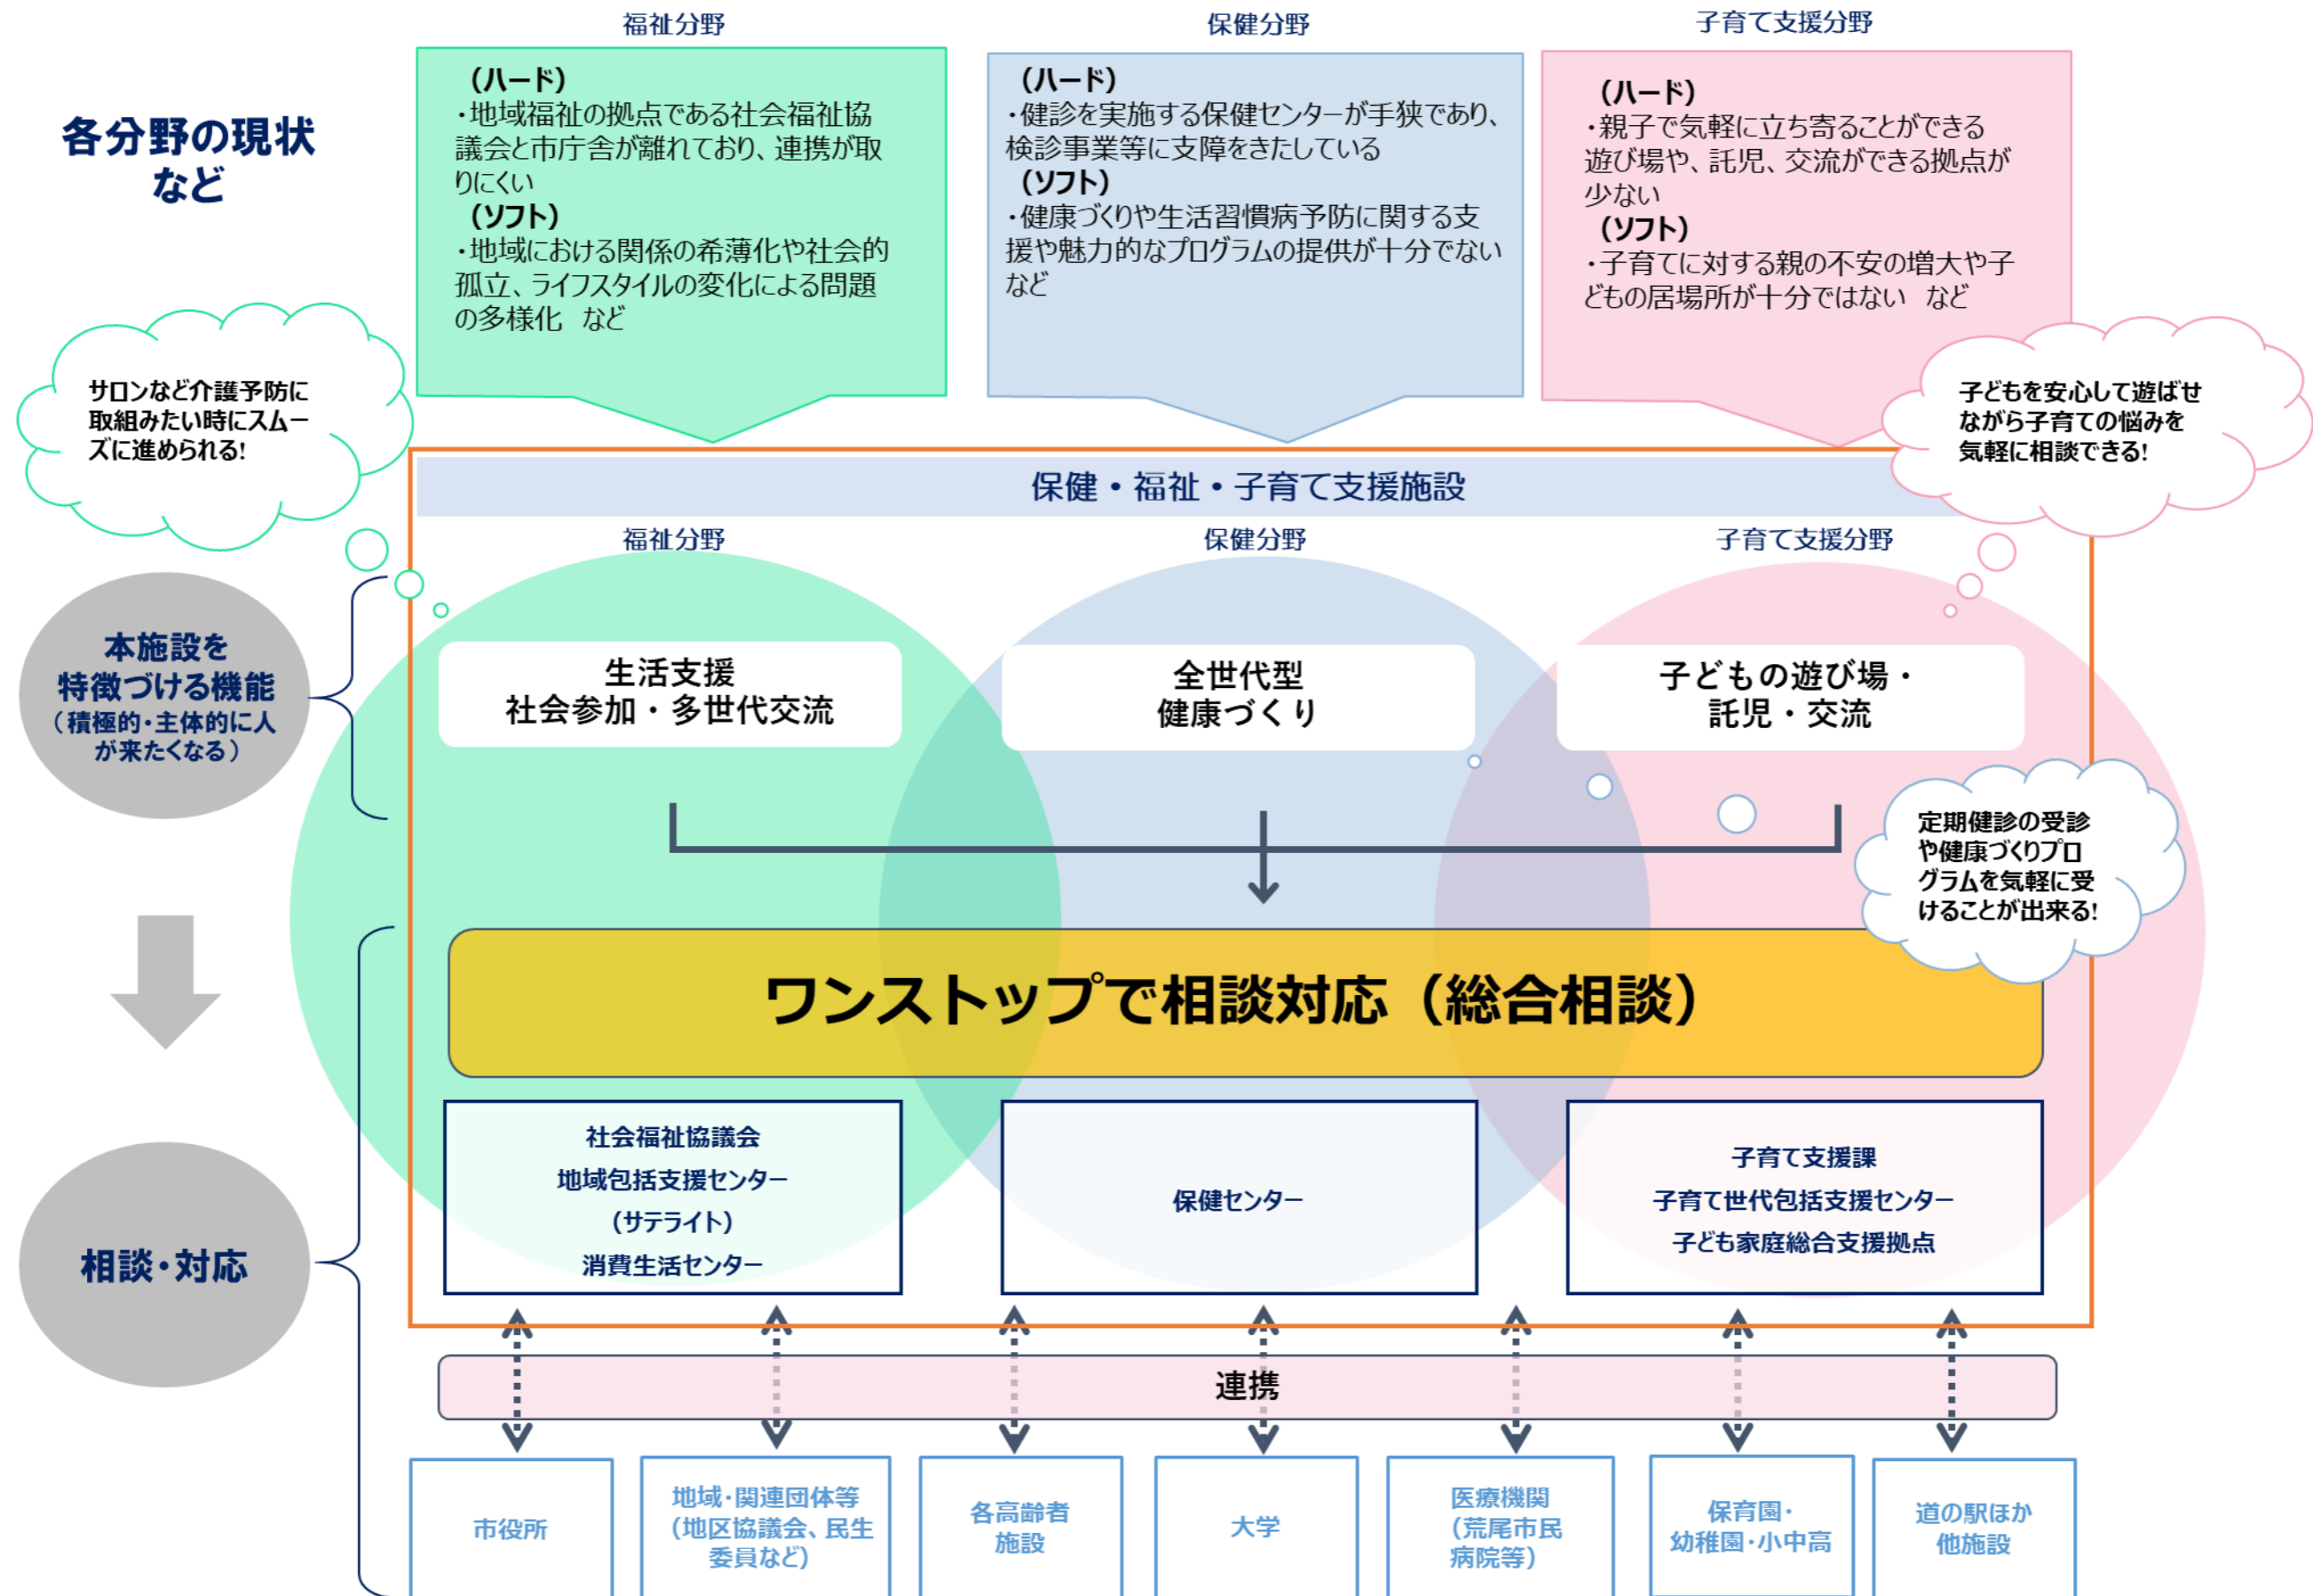 福祉分野
保健分野
子育て支援分野
各分野の現状
など
（ハード）
・地域福祉の拠点である社会福祉協
議会と市庁舎が離れており、連携が取
りにくい
（ソフト）
・地域における関係の希薄化や社会的
孤立、ライフスタイルの変化による問題
の多様化　など
（ハード）
・健診を実施する保健センターが手狭であり、
検診事業等に支障をきたしている
（ソフト）
・健康づくりや生活習慣病予防に関する支
援や魅力的なプログラムの提供が十分でない
など
（ハード）
・親子で気軽に立ち寄ることができる
遊び場や、託児、交流ができる拠点が
少ない
（ソフト）
・子育てに対する親の不安の増大や子
どもの居場所が十分ではない　など
サロンなど介護予防に
取組みたい時にスムー
ズに進められる!
子どもを安心して遊ばせ
ながら子育ての悩みを
気軽に相談できる!
保健・福祉・子育て支援施設
福祉分野
保健分野
子育て支援分野
本施設を
特徴づける機能
（積極的・主体的に人
が来たくなる）
生活支援
社会参加・多世代交流
全世代型
健康づくり
子どもの遊び場・
託児・交流
定期健診の受診
や健康づくりプロ
グラムを気軽に受
けることが出来る!
ワンストップで相談対応（総合相談）
相談・対応
社会福祉協議会
地域包括支援センター
（サテライト）
消費生活センター
保健センター
子育て支援課
子育て世代包括支援センター
子ども家庭総合支援拠点
連携
市役所
地域・関連団体等
（地区協議会、民生
委員など）
各高齢者
施設
大学
医療機関
（荒尾市民
病院等）
保育園・
幼稚園・小中高
道の駅ほか
他施設